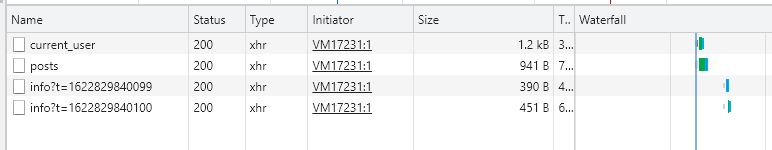 Name Status Type Initiator Size T.. Waterfall
current_user 200 xhr VM17231:1 1.2 kB 3...
posts 200 xhr VM17231:1 941 B 7...
info?t=1622829840099 200 xhr VM17231:1 390 B 4...
info?t=1622829840100 200 xhr VM17231:1 451 B 6...